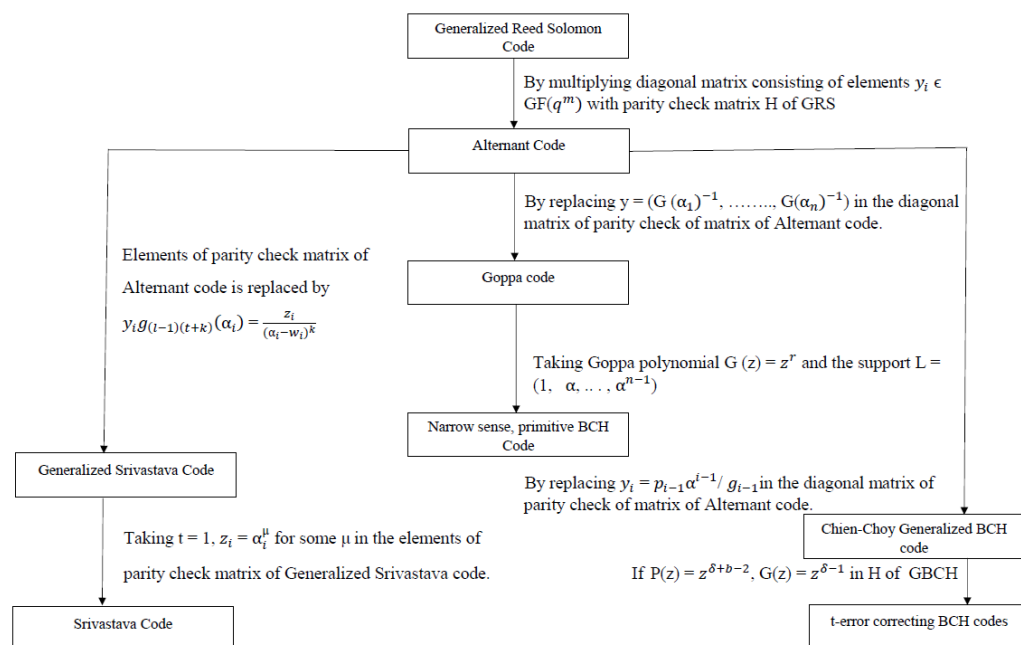 Generalized Reed Solomon
Code
By multiplying diagonal matrix consisting of elements yᵢ ϵ
GF(q^m) with parity check matrix H of GRS
Alternant Code
By replacing y = (G (α₁)⁻¹, …….., G(αₙ)⁻¹) in the diagonal
matrix of parity check of matrix of Alternant code.
Elements of parity check matrix of
Alternant code is replaced by
yᵢg₍ₗ₋₁₎₍ₜ₊ₖ₎(αᵢ) = zᵢ/(αᵢ−wᵢ)^k
Goppa code
Taking Goppa polynomial G (z) = z^r and the support L =
(1, α, .. . , α^(n−1))
Narrow sense, primitive BCH
Code
Generalized Srivastava Code
By replacing yᵢ = pᵢ₋₁α^(i−1)/ gᵢ₋₁ in the diagonal matrix of
parity check of matrix of Alternant code.
Chien-Choy Generalized BCH
code
Taking t = 1, zᵢ = αᵢ^μ for some μ in the elements of
parity check matrix of Generalized Srivastava code.
If P(z) = z^(δ+b−2), G(z) = z^(δ−1) in H of GBCH
Srivastava Code
t-error correcting BCH codes